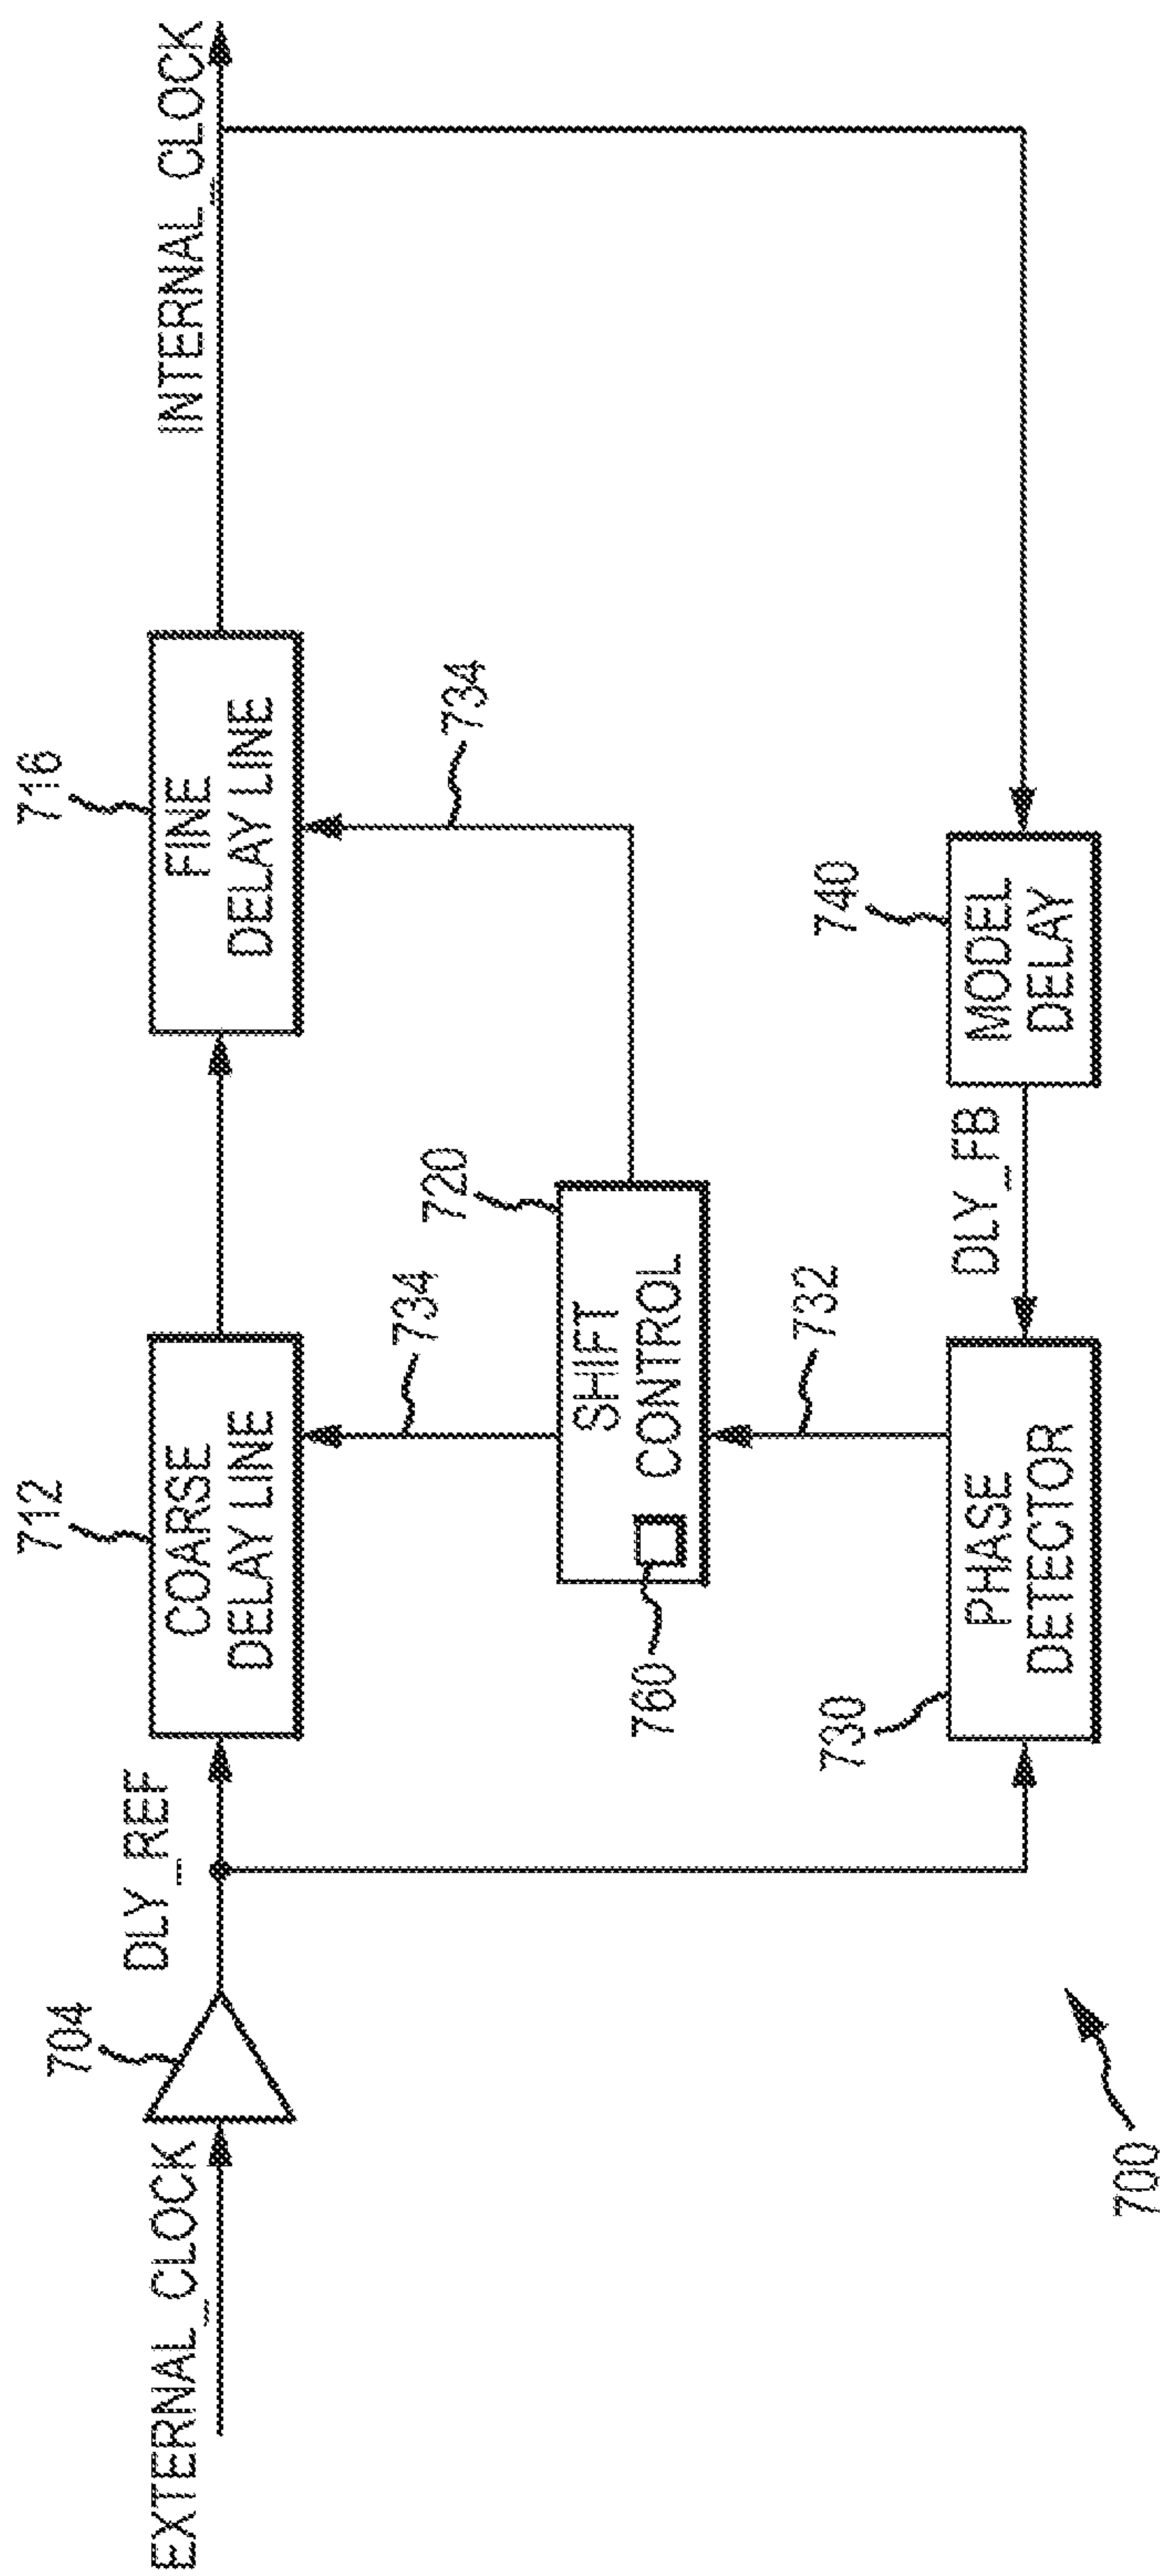 EXTERNAL_CLOCK
704
DLY_REF
712
COARSE
DELAY LINE
716
FINE
DELAY LINE
INTERNAL_CLOCK
734
734
720
SHIFT
CONTROL
760
732
730
PHASE
DETECTOR
DLY_FB
740
MODEL
DELAY
700